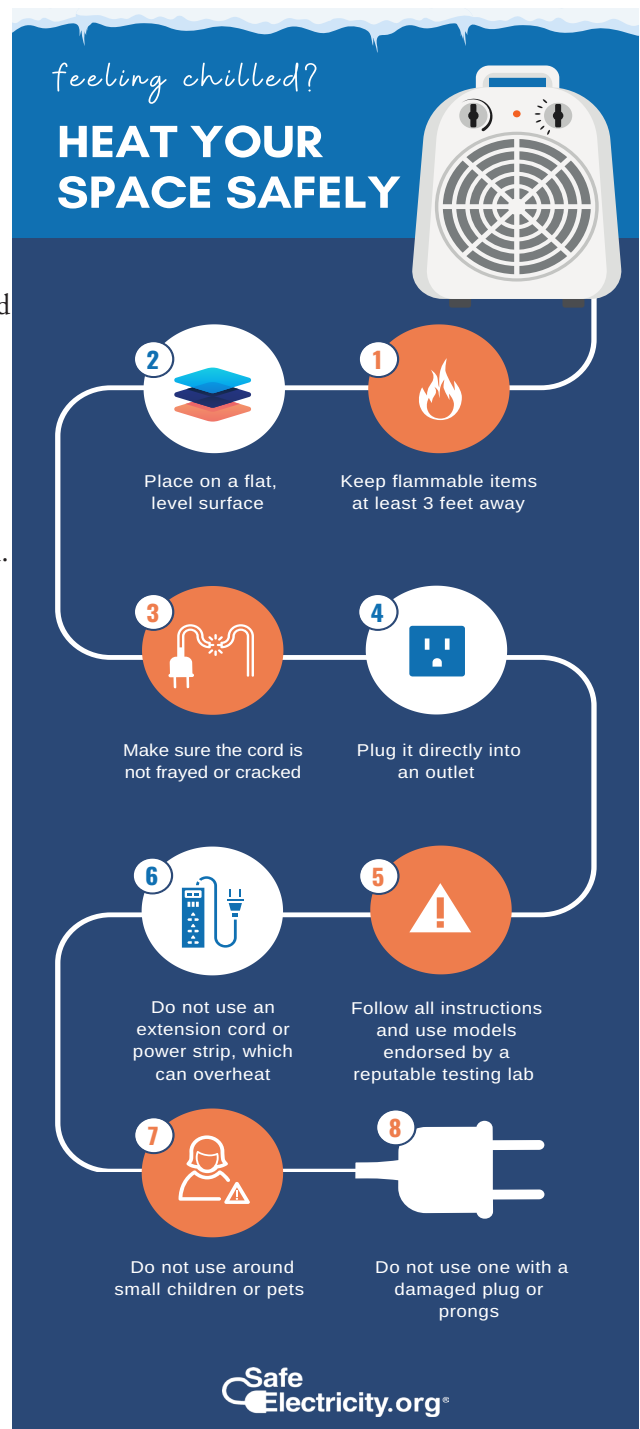 feeling chilled?
HEAT YOUR
SPACE SAFELY
d
1
Keep flammable items
at least 3 feet away
2
Place on a flat,
level surface
.
3
Make sure the cord is
not frayed or cracked
4
Plug it directly into
an outlet
5
Follow all instructions
and use models
endorsed by a
reputable testing lab
6
Do not use an
extension cord or
power strip, which
can overheat
7
Do not use around
small children or pets
8
Do not use one with a
damaged plug or
prongs
Safe
Electricity.org®